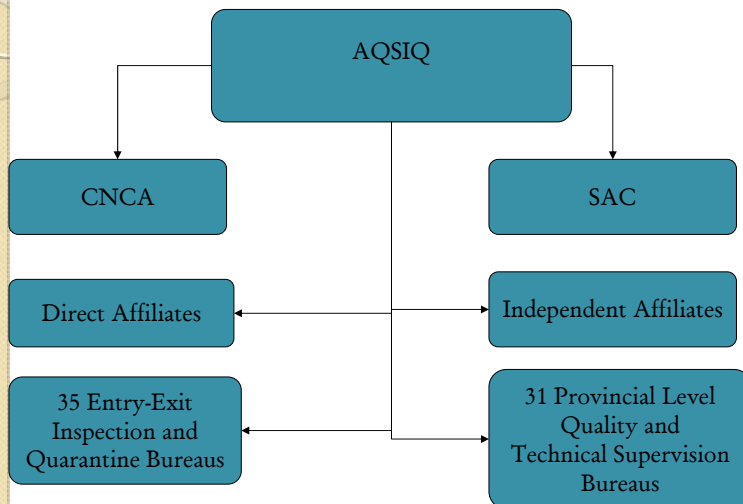 AQSIQ
CNCA
SAC
Direct Affiliates
Independent Affiliates
35 Entry-Exit
Inspection and
Quarantine Bureaus
31 Provincial Level
Quality and
Technical Supervision
Bureaus